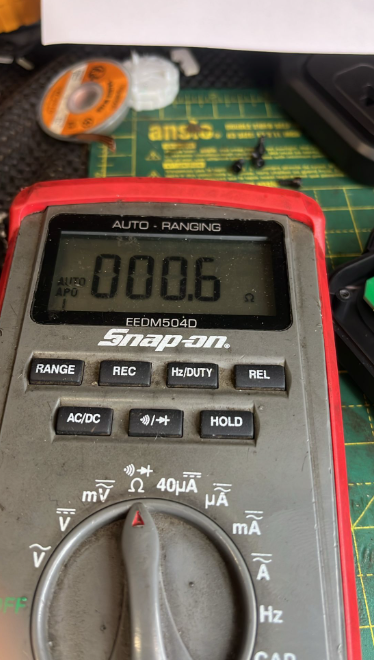 AUTO - RANGING
AUTO
APO
000.6 Ω
EEDM504D
Snap-on®
RANGE REC Hz/DUTY REL
AC/DC HOLD
Ω 40µA
mV µA
V mA
V A
OFF Hz
CAP